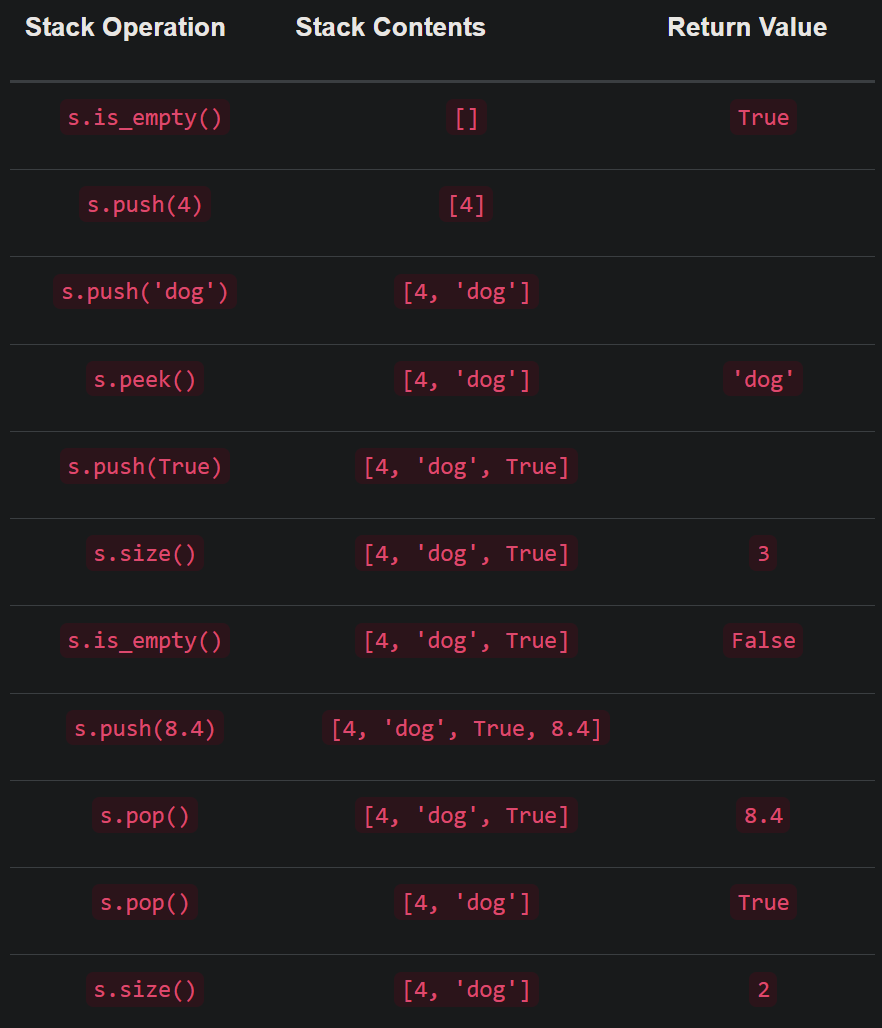 Stack Operation Stack Contents Return Value
s.is_empty() [] True
s.push(4) [4]
s.push('dog') [4, 'dog']
s.peek() [4, 'dog'] 'dog'
s.push(True) [4, 'dog', True]
s.size() [4, 'dog', True] 3
s.is_empty() [4, 'dog', True] False
s.push(8.4) [4, 'dog', True, 8.4]
s.pop() [4, 'dog', True] 8.4
s.pop() [4, 'dog'] True
s.size() [4, 'dog'] 2